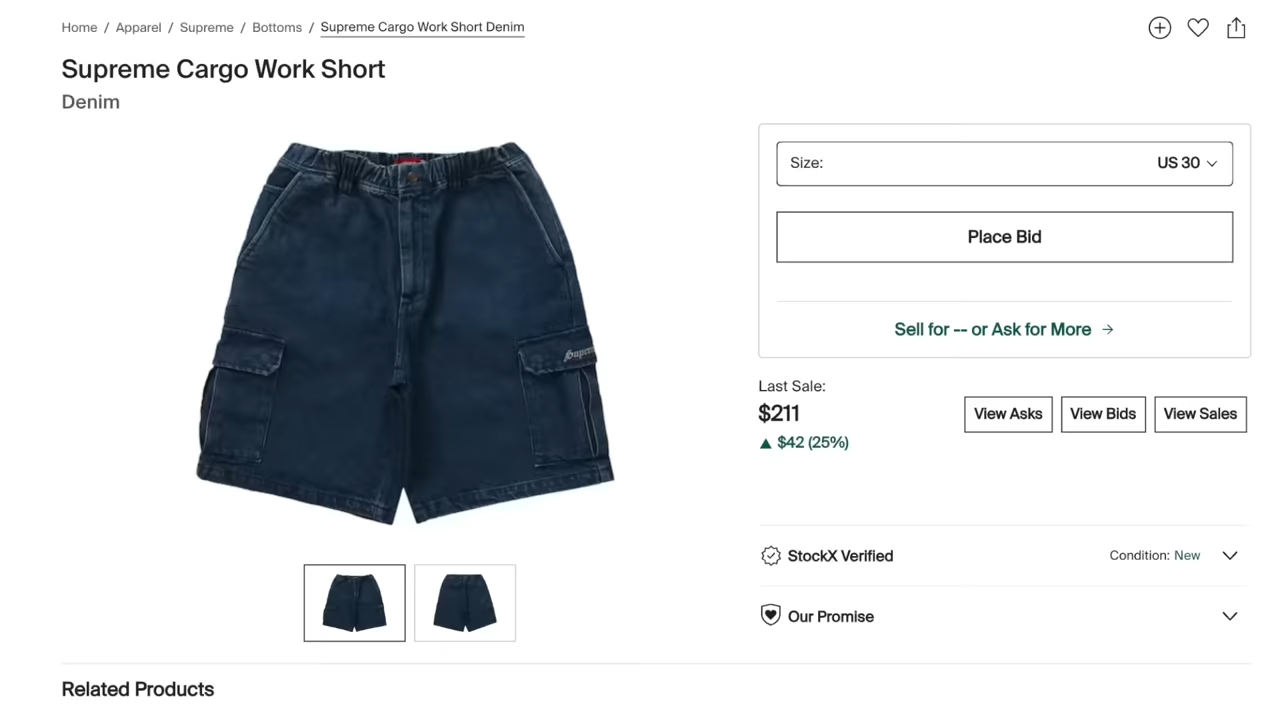 Home / Apparel / Supreme / Bottoms / Supreme Cargo Work Short Denim
Supreme Cargo Work Short
Denim
Size: US 30
Place Bid
Sell for -- or Ask for More →
Last Sale:
$211
▲ $42 (25%)
View Asks View Bids View Sales
StockX Verified Condition: New
Our Promise
Related Products